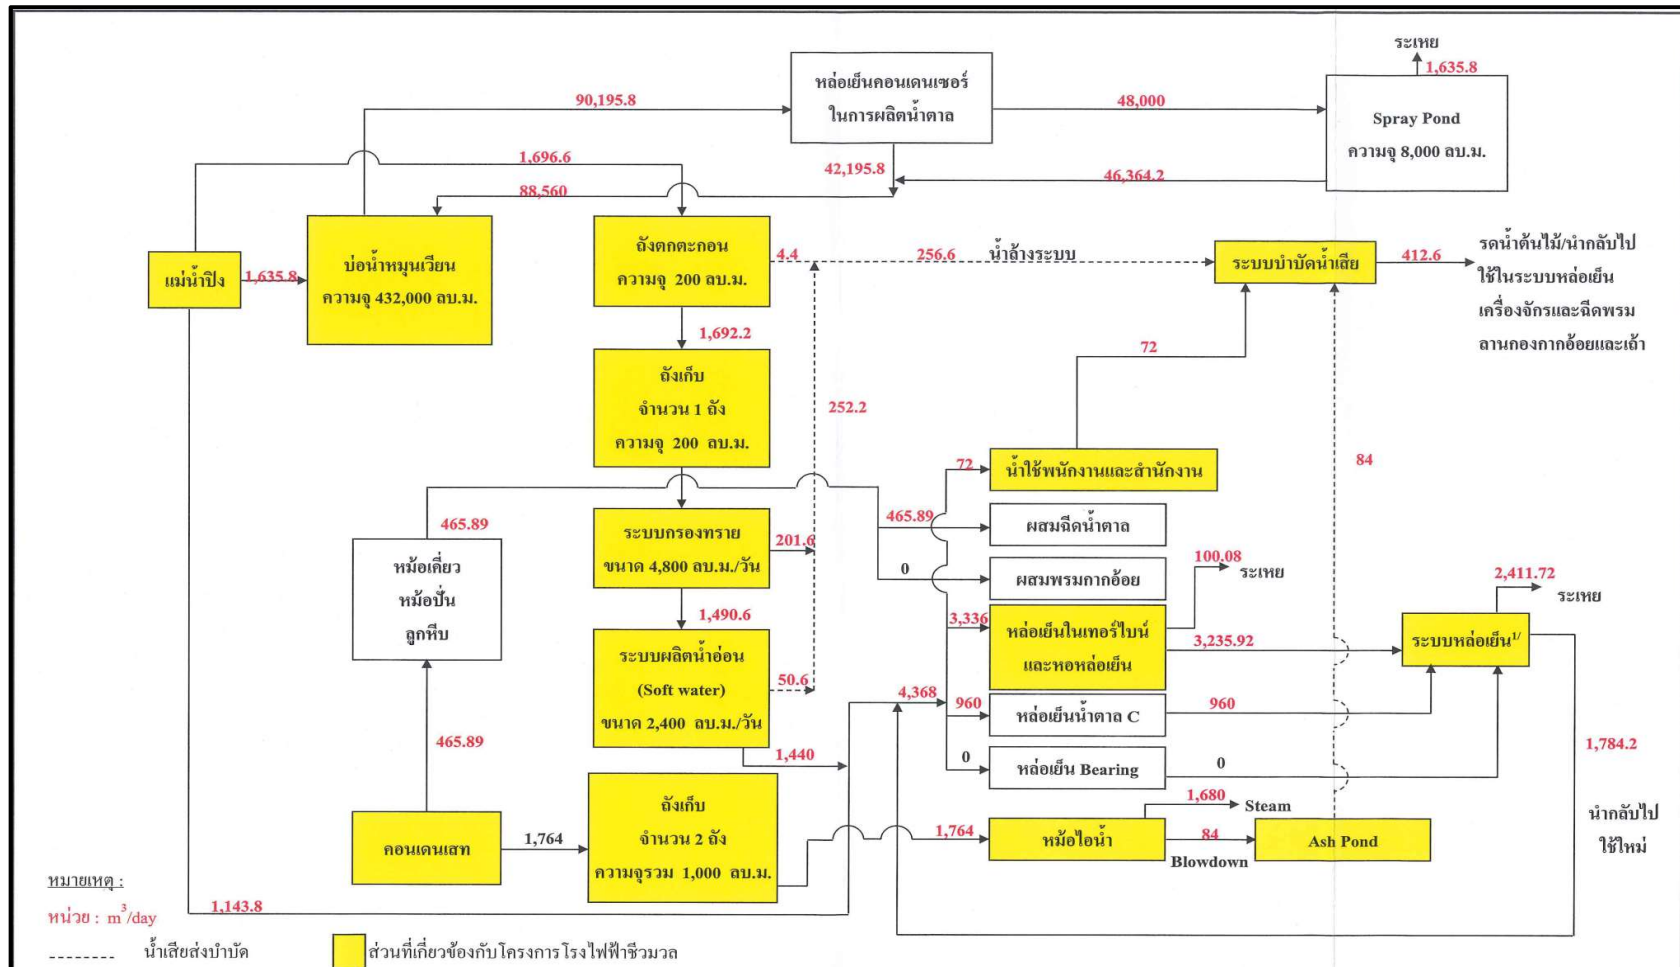 ระเหย
1,635.8
หล่อเย็นคอนเดนเซอร์
ในการผลิตน้ำตาล
90,195.8
48,000
Spray Pond
ความจุ 8,000 ลบ.ม.
1,696.6
42,195.8
46,364.2
88,560
แม่น้ำปิง
1,635.8
บ่อน้ำหมุนเวียน
ความจุ 432,000 ลบ.ม.
ถังตกตะกอน
ความจุ 200 ลบ.ม.
4.4
256.6
น้ำล้างระบบ
ระบบบำบัดน้ำเสีย
412.6
รดน้ำต้นไม้/นำกลับไป
ใช้ในระบบหล่อเย็น
เครื่องจักรและฉีดพรม
ลานกองกากอ้อยและเถ้า
1,692.2
72
ถังเก็บ
จำนวน 1 ถัง
ความจุ 200 ลบ.ม.
252.2
84
72
น้ำใช้พนักงานและสำนักงาน
465.89
หม้อเคี่ยว
หม้อปั่น
ลูกหีบ
ระบบกรองทราย
ขนาด 4,800 ลบ.ม./วัน
201.6
465.89
ผสมฉีดน้ำตาล
0
ผสมพรมกากอ้อย
100.08
ระเหย
2,411.72
ระเหย
1,490.6
3,336
หล่อเย็นในเทอร์ไบน์
และหอหล่อเย็น
3,235.92
ระบบหล่อเย็น1/
ระบบผลิตน้ำอ่อน
(Soft water)
ขนาด 2,400 ลบ.ม./วัน
50.6
4,368
960
หล่อเย็นน้ำตาล C
960
465.89
1,440
0
หล่อเย็น Bearing
0
1,784.2
นำกลับไป
ใช้ใหม่
คอนเดนเสท
1,764
ถังเก็บ
จำนวน 2 ถัง
ความจุรวม 1,000 ลบ.ม.
1,764
หม้อไอน้ำ
1,680
Steam
84
Blowdown
Ash Pond
หมายเหตุ :
หน่วย : m3/day
1,143.8
-------- น้ำเสียส่งบำบัด
ส่วนที่เกี่ยวข้องกับโครงการโรงไฟฟ้าชีวมวล